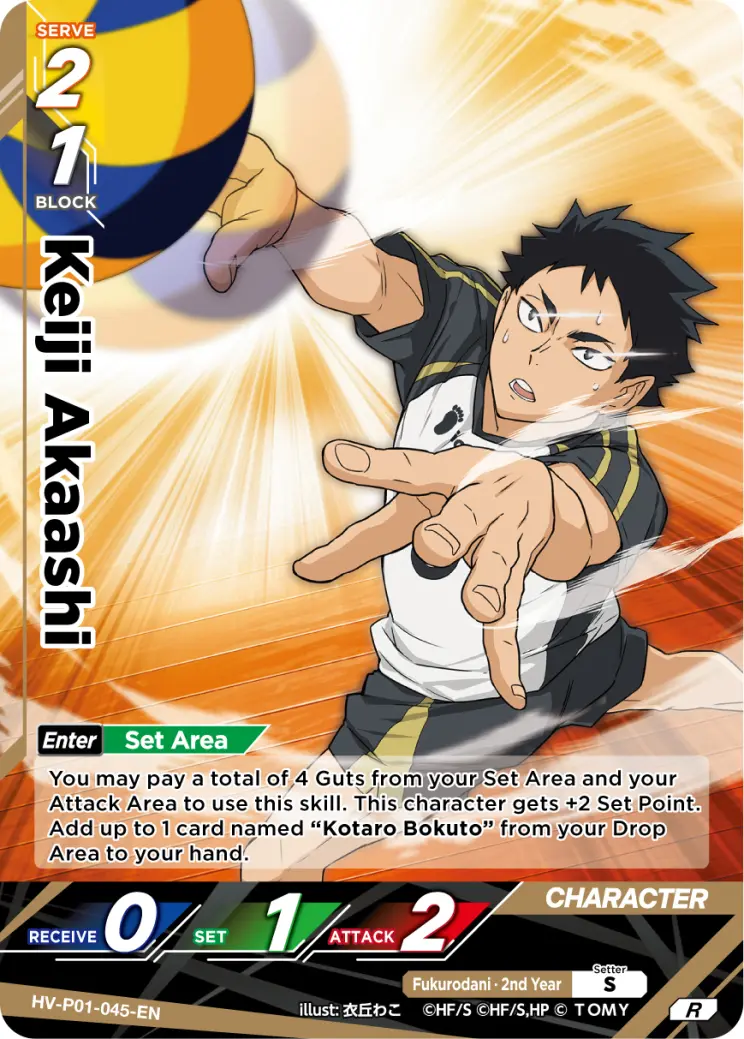 SERVE
2
1
BLOCK
Keiji Akaashi
Enter Set Area
You may pay a total of 4 Guts from your Set Area and your
Attack Area to use this skill. This character gets +2 Set Point.
Add up to 1 card named “Kotaro Bokuto” from your Drop
Area to your hand.
CHARACTER
RECEIVE 0 SET 1 ATTACK 2
Fukurodani · 2nd Year
Setter
S
HV-P01-045-EN
illust: 衣丘わこ ©HF/S ©HF/S,HP © TOMY
R